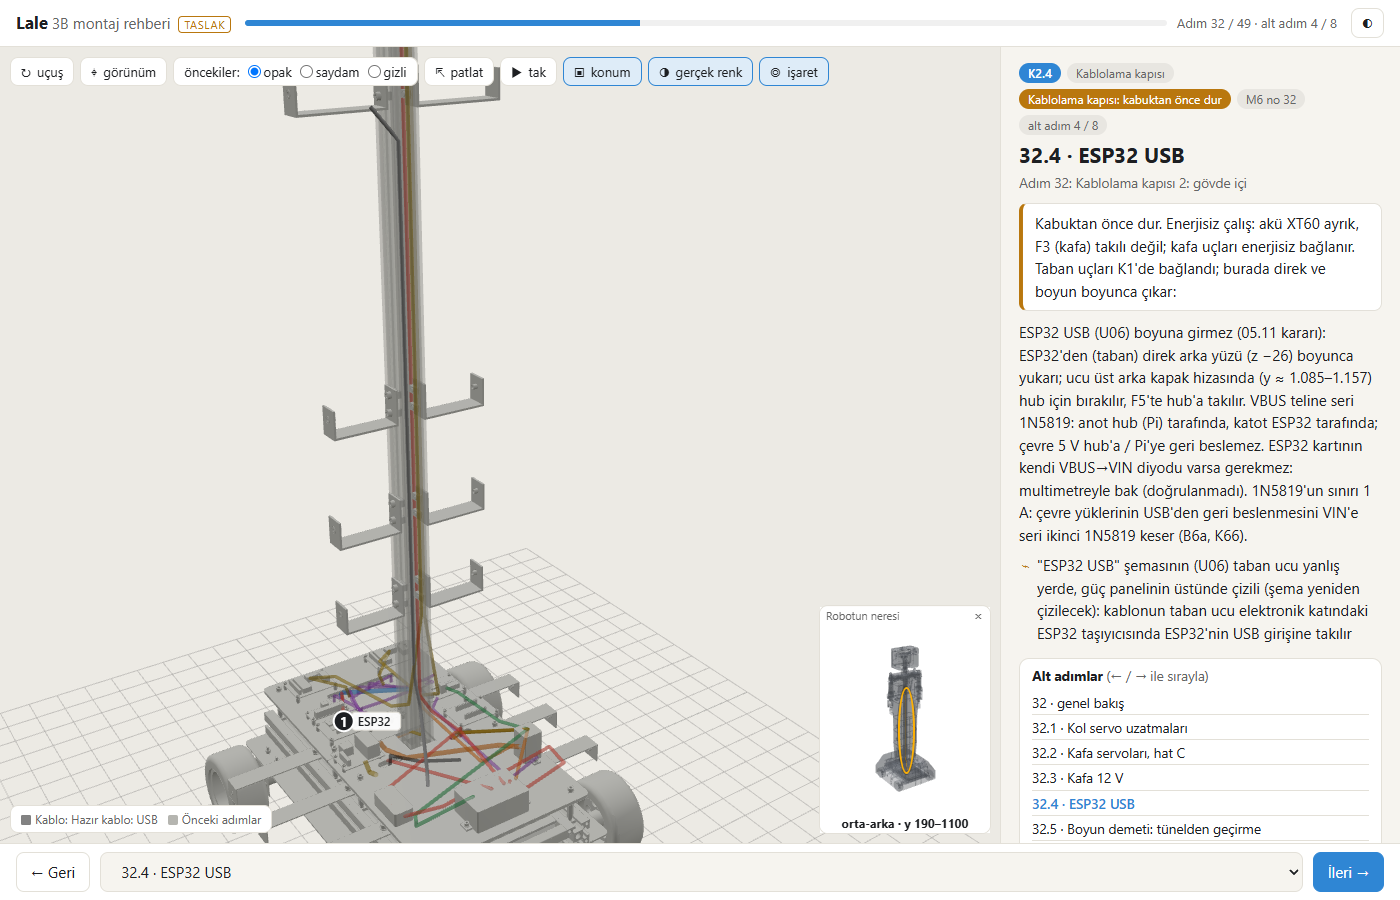 Lale 3B montaj rehberi TASLAK
Adım 32 / 49 · alt adım 4 / 8
↻ uçuş
⌖ görünüm
öncekiler: opak saydam gizli
⇱ patlat
▶ tak
▣ konum
◑ gerçek renk
◎ işaret
K2.4 Kablolama kapısı
Kablolama kapısı: kabuktan önce dur M6 no 32
alt adım 4 / 8
32.4 · ESP32 USB
Adım 32: Kablolama kapısı 2: gövde içi
Kabuktan önce dur. Enerjisiz çalış: akü XT60 ayrık,
F3 (kafa) takılı değil; kafa uçları enerjisiz bağlanır.
Taban uçları K1'de bağlandı; burada direk ve
boyun boyunca çıkar:
ESP32 USB (U06) boyuna girmez (05.11 kararı):
ESP32'den (taban) direk arka yüzü (z −26) boyunca
yukarı; ucu üst arka kapak hizasında (y ≈ 1.085–1.157)
hub için bırakılır, F5'te hub'a takılır. VBUS teline seri
1N5819: anot hub (Pi) tarafında, katot ESP32 tarafında;
çevre 5 V hub'a / Pi'ye geri beslemez. ESP32 kartının
kendi VBUS→VIN diyodu varsa gerekmez:
multimetreyle bak (doğrulanmadı). 1N5819'un sınırı 1
A: çevre yüklerinin USB'den geri beslenmesini VIN'e
seri ikinci 1N5819 keser (B6a, K66).
"ESP32 USB" şemasının (U06) taban ucu yanlış
yerde, güç panelinin üstünde çizili (şema yeniden
çizilecek): kablonun taban ucu elektronik katındaki
ESP32 taşıyıcısında ESP32'nin USB girişine takılır
Alt adımlar (← / → ile sırayla)
32 · genel bakış
32.1 · Kol servo uzatmaları
32.2 · Kafa servoları, hat C
32.3 · Kafa 12 V
32.4 · ESP32 USB
32.5 · Boyun demeti: tünelden geçirme
1 ESP32
Robotun neresi ×
orta-arka · y 190–1100
Kablo: Hazır kablo: USB Önceki adımlar
← Geri
32.4 · ESP32 USB
İleri →